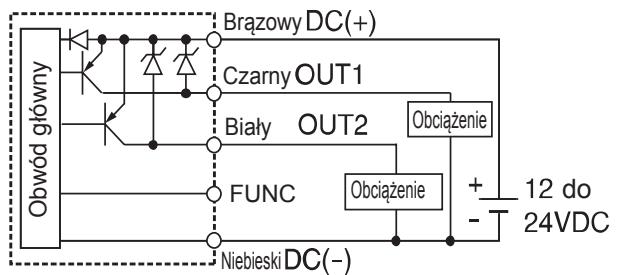 Brązowy DC(+)
Czarny OUT1
Obciążenie
Biały OUT2
Obwód główny
Obciążenie
FUNC
+ 12 do
- 24VDC
Niebieski DC(−)